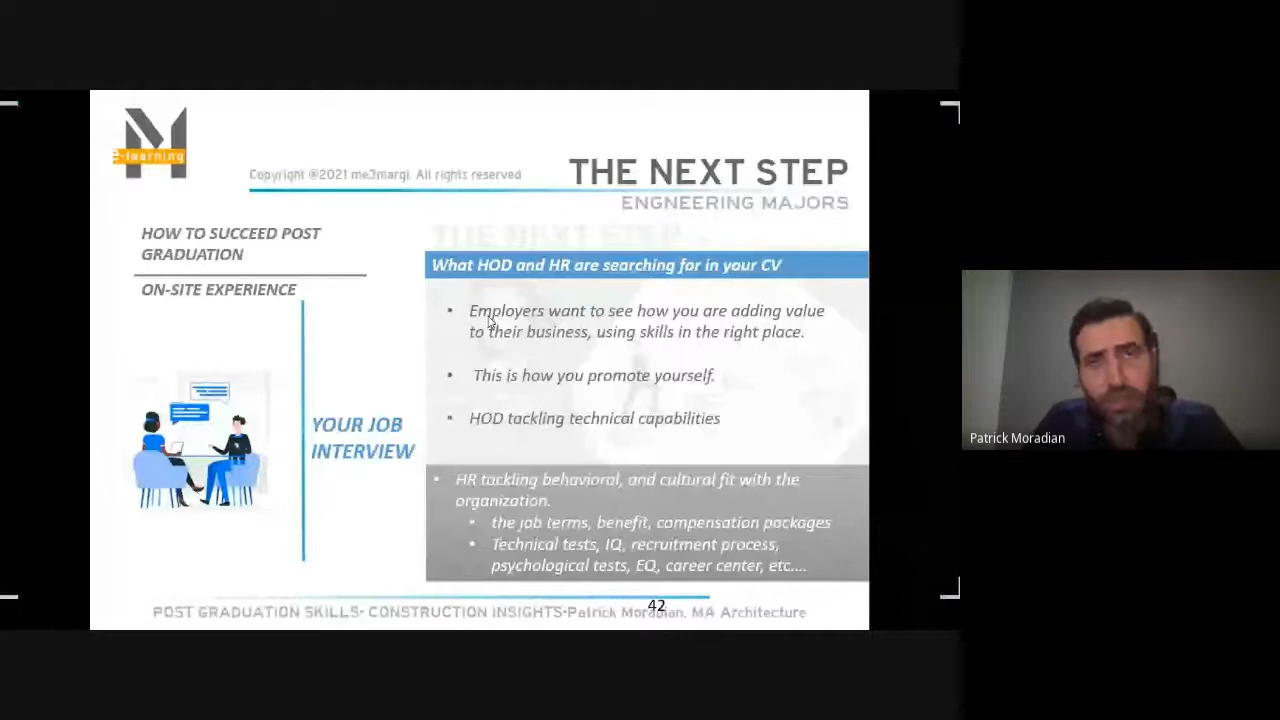 e-learning
Copyright @2021 me3margi. All rights reserved
THE NEXT STEP
ENGNEERING MAJORS
HOW TO SUCCEED POST
GRADUATION
ON-SITE EXPERIENCE
YOUR JOB
INTERVIEW
THE NEXT STEP
What HOD and HR are searching for in your CV
• Employers want to see how you are adding value
to their business, using skills in the right place.
• This is how you promote yourself.
• HOD tackling technical capabilities
• HR tackling behavioral, and cultural fit with the
organization.
• the job terms, benefit, compensation packages
• Technical tests, IQ, recruitment process,
psychological tests, EQ, career center, etc....
POST GRADUATION SKILLS- CONSTRUCTION INSIGHTS-Patrick Moradian. MA Architecture
42
Patrick Moradian